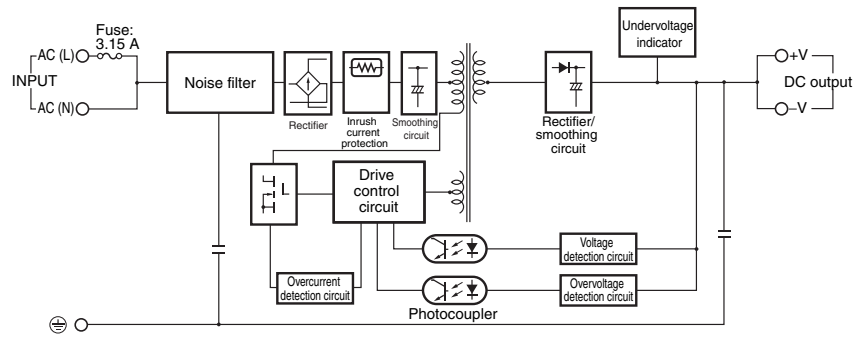 Fuse:
3.15 A
AC (L)
INPUT
AC (N)
Noise filter
Rectifier
Inrush
current
protection
Smoothing
circuit
Rectifier/
smoothing
circuit
Undervoltage
indicator
+V
DC output
–V
Drive
control
circuit
Overcurrent
detection circuit
Voltage
detection circuit
Overvoltage
detection circuit
Photocoupler